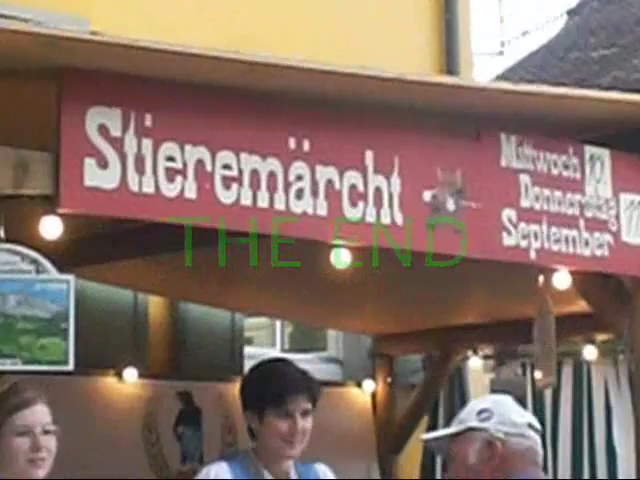 Stieremärcht
Mittwoch
Donnerstag
September
THE END